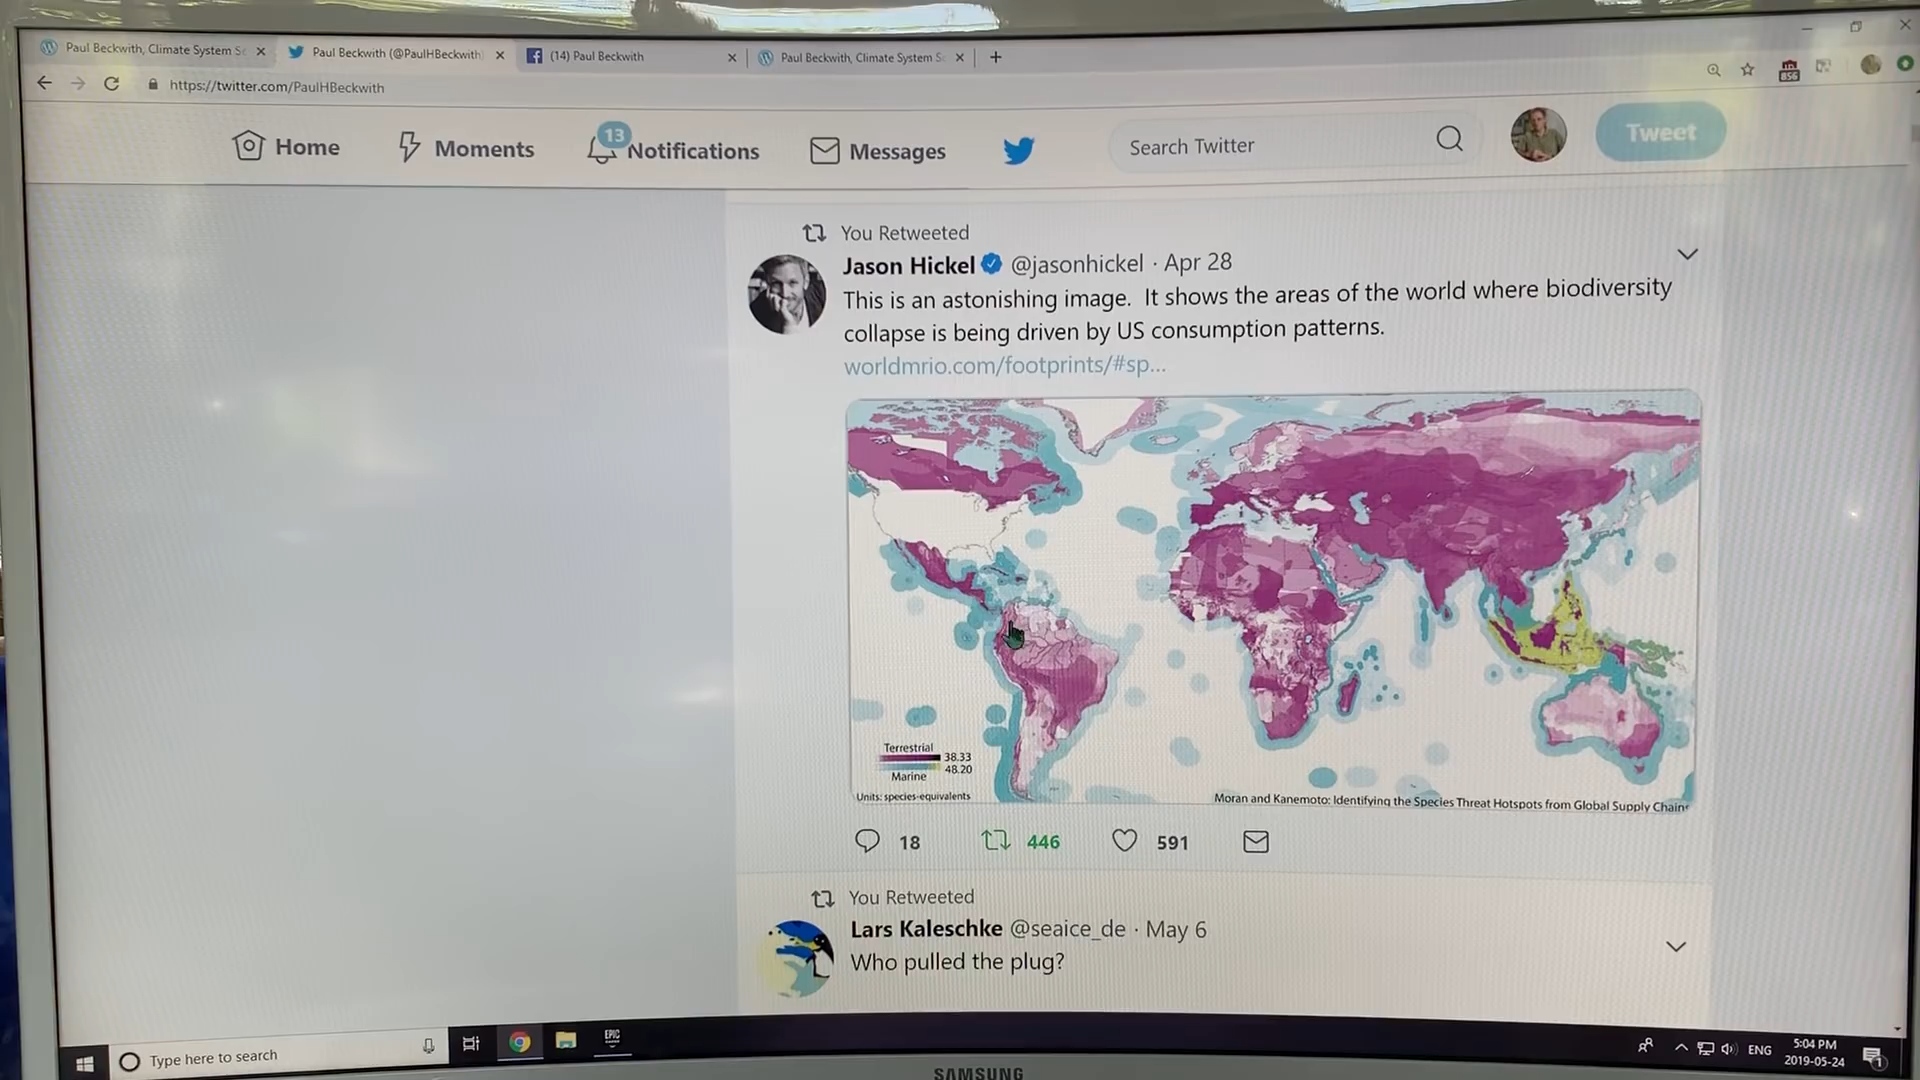 Paul Beckwith, Climate System Sc
Paul Beckwith (@PaulHBeckwith)
(14) Paul Beckwith
Paul Beckwith, Climate System Sc
https://twitter.com/PaulHBeckwith
856
Home
Moments
13
Notifications
Messages
Search Twitter
Tweet
You Retweeted
Jason Hickel @jasonhickel · Apr 28
This is an astonishing image. It shows the areas of the world where biodiversity
collapse is being driven by US consumption patterns.
worldmrio.com/footprints/#sp...
Terrestrial
38.33
48.20
Marine
Units: species-equivalents
Moran and Kanemoto: Identifying the Species Threat Hotspots from Global Supply Chains
18
446
591
You Retweeted
Lars Kaleschke @seaice_de · May 6
Who pulled the plug?
Type here to search
EPIC
ENG
5:04 PM
2019-05-24
1
SAMSUNG